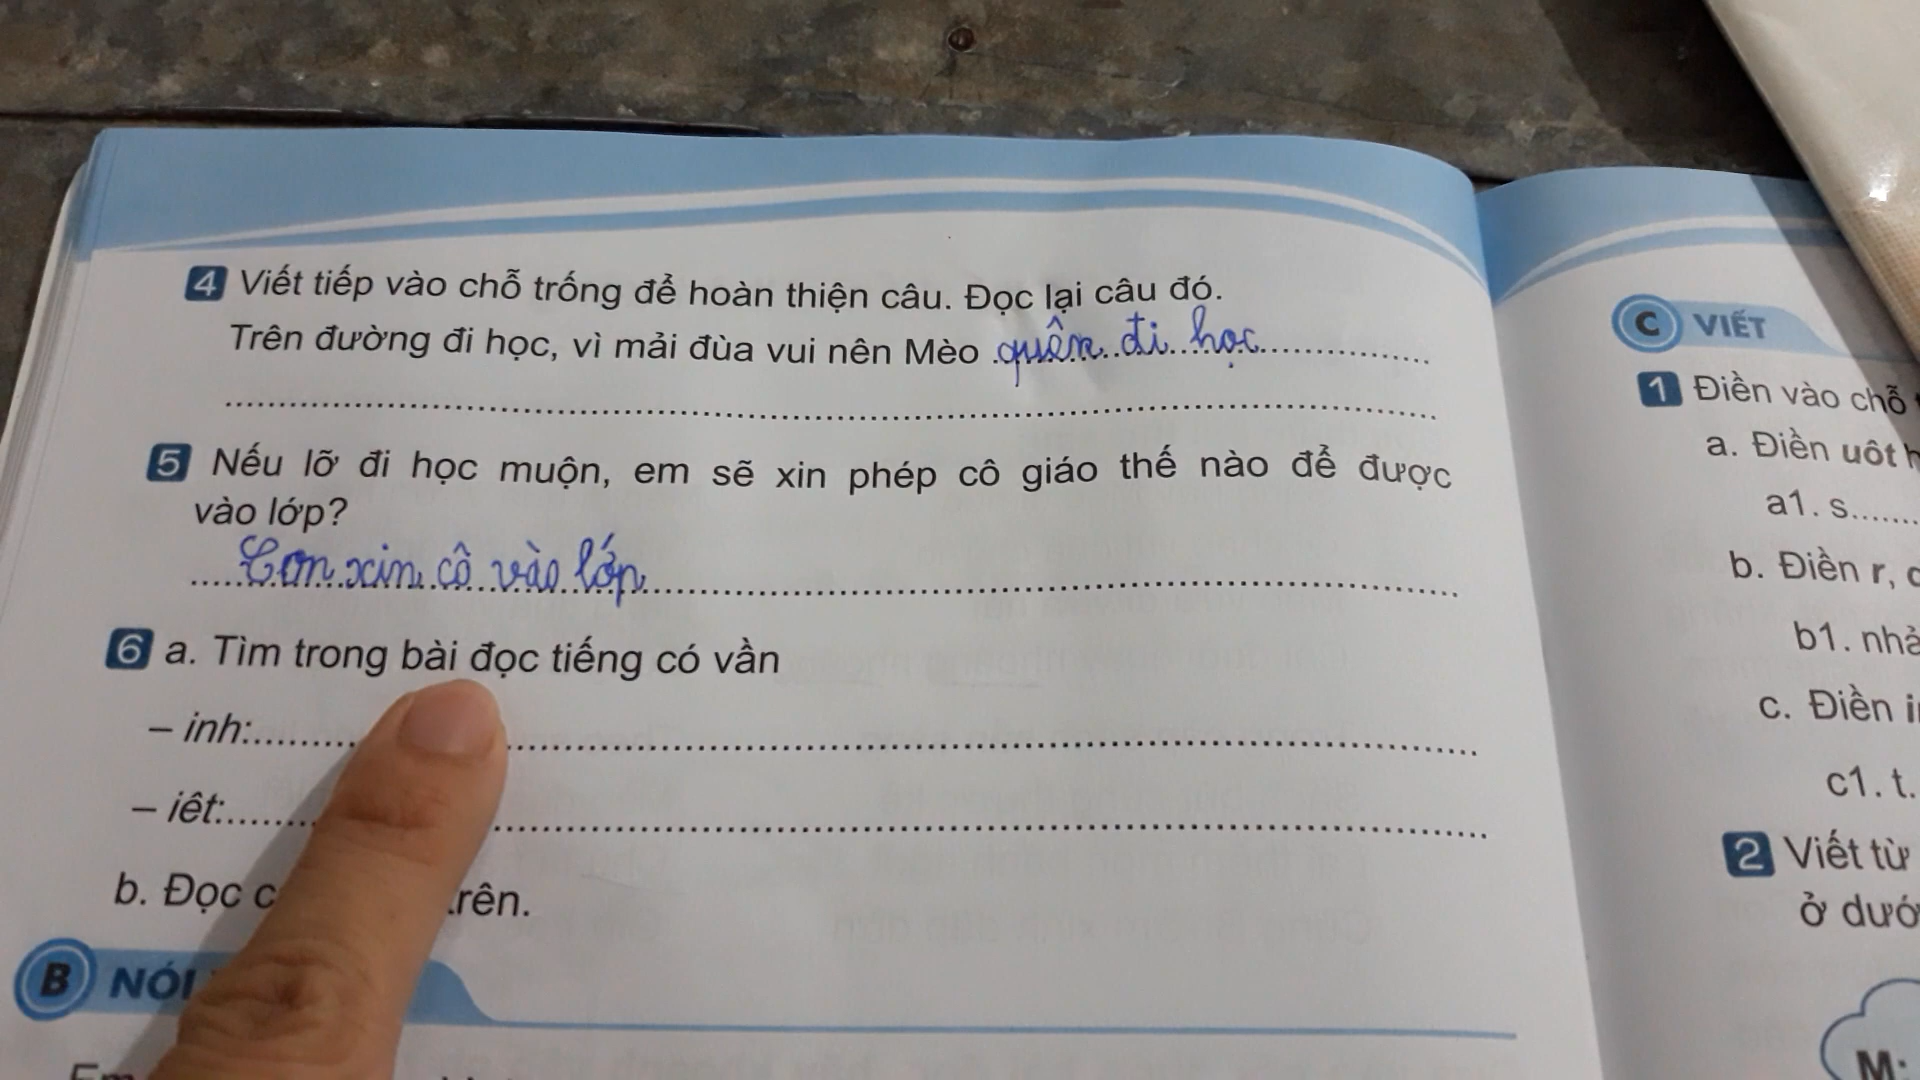 4 Viết tiếp vào chỗ trống để hoàn thiện câu. Đọc lại câu đó.
Trên đường đi học, vì mải đùa vui nên Mèo quên đi học
5 Nếu lỡ đi học muộn, em sẽ xin phép cô giáo thế nào để được
vào lớp?
Con xin cô vào lớp
6 a. Tìm trong bài đọc tiếng có vần
– inh:
– iêt:
b. Đọc
B NÓI
C VIẾT
1 Điền vào chỗ
a. Điền uôt
a1. s
b. Điền r,
b1.
c. Điền
c1. t.
2 Viết từ
ở
M: